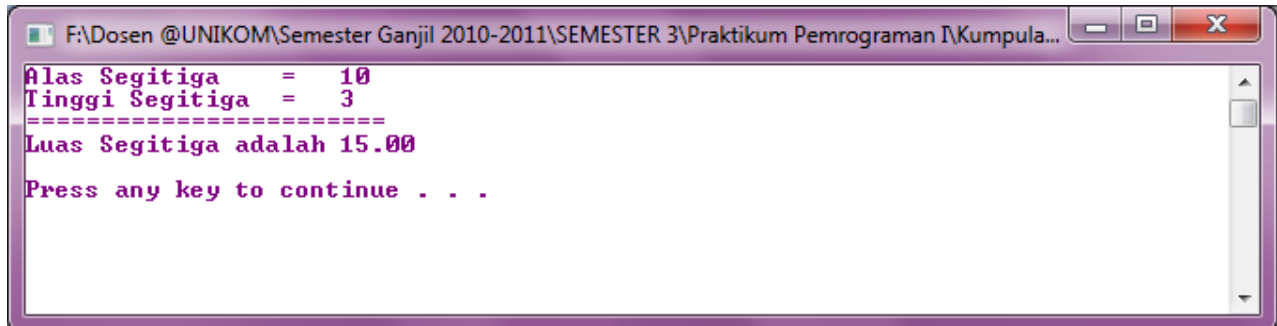 F:\Dosen @UNIKOM\Semester Ganjil 2010-2011\SEMESTER 3\Praktikum Pemrograman I\Kumpula...
Alas Segitiga    =   10
Tinggi Segitiga  =   3
========================
Luas Segitiga adalah 15.00
Press any key to continue . . .